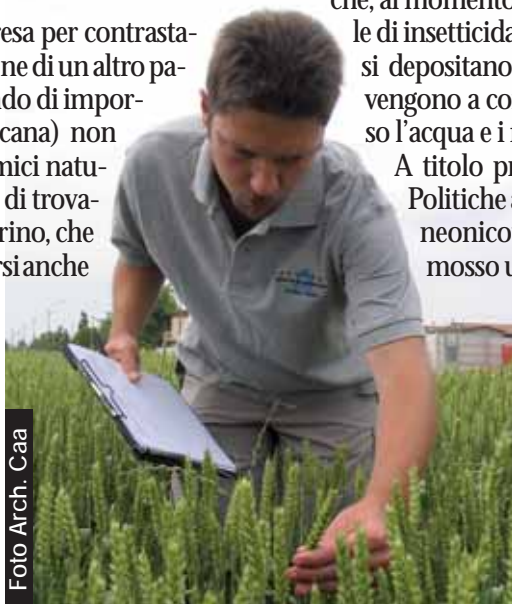 resa per contrasta-
ne di un altro pa-
do di impor-
cana) non
mici natu-
di trova-
rino, che
rsi anche
che, al momento
le di insetticida
si depositano
vengono a co
so l'acqua e i
A titolo pr
Politiche a
neonico
mosso u
Foto Arch. Caa